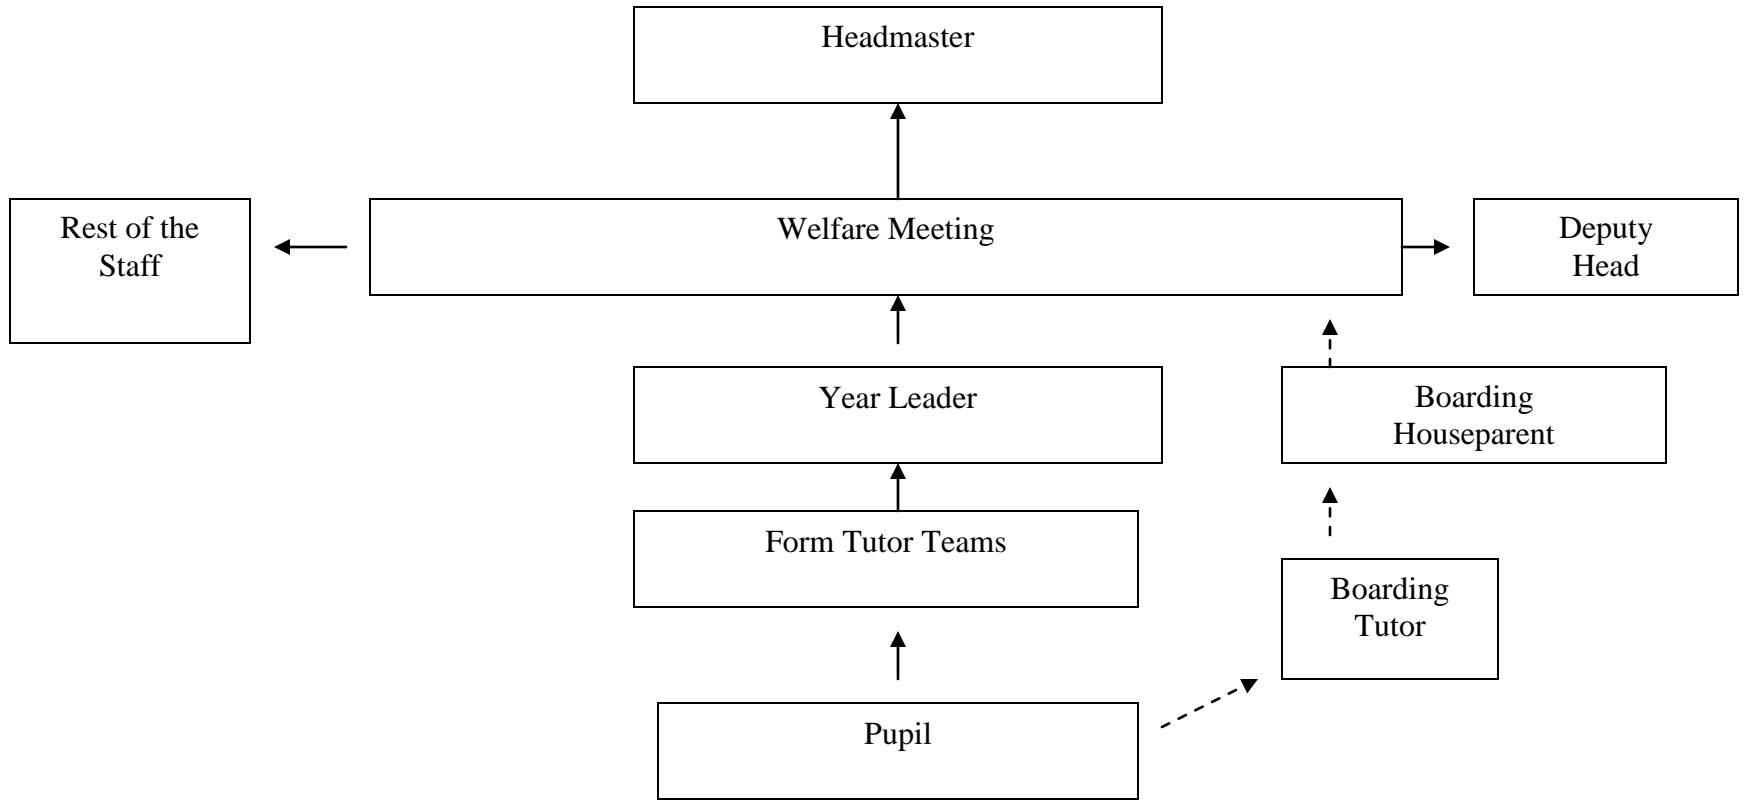 Headmaster
Rest of the
Staff
Welfare Meeting
Deputy
Head
Year Leader
Boarding
Houseparent
Form Tutor Teams
Boarding
Tutor
Pupil